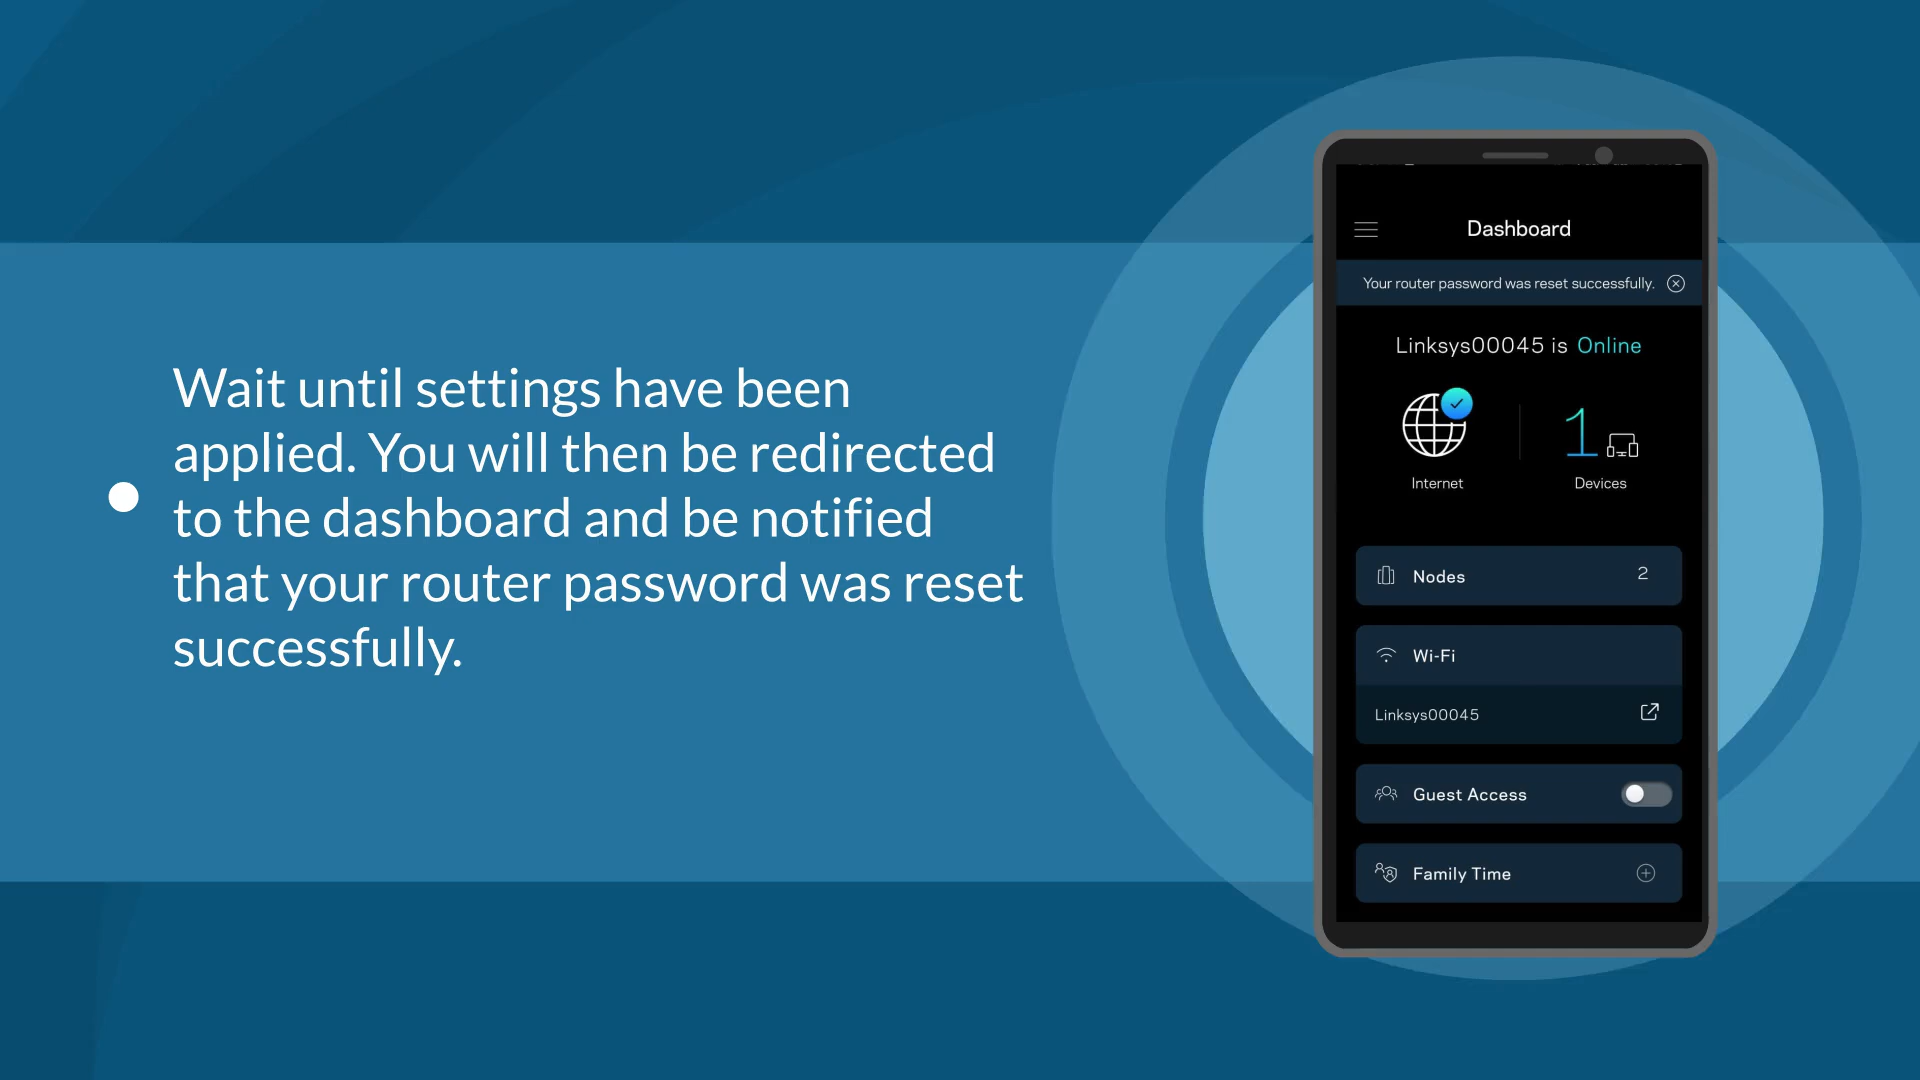 Wait until settings have been
applied. You will then be redirected
to the dashboard and be notified
that your router password was reset
successfully.
Dashboard
Your router password was reset successfully.
Linksys00045 is Online
1
Internet
Devices
Nodes 2
Wi-Fi
Linksys00045
Guest Access
Family Time